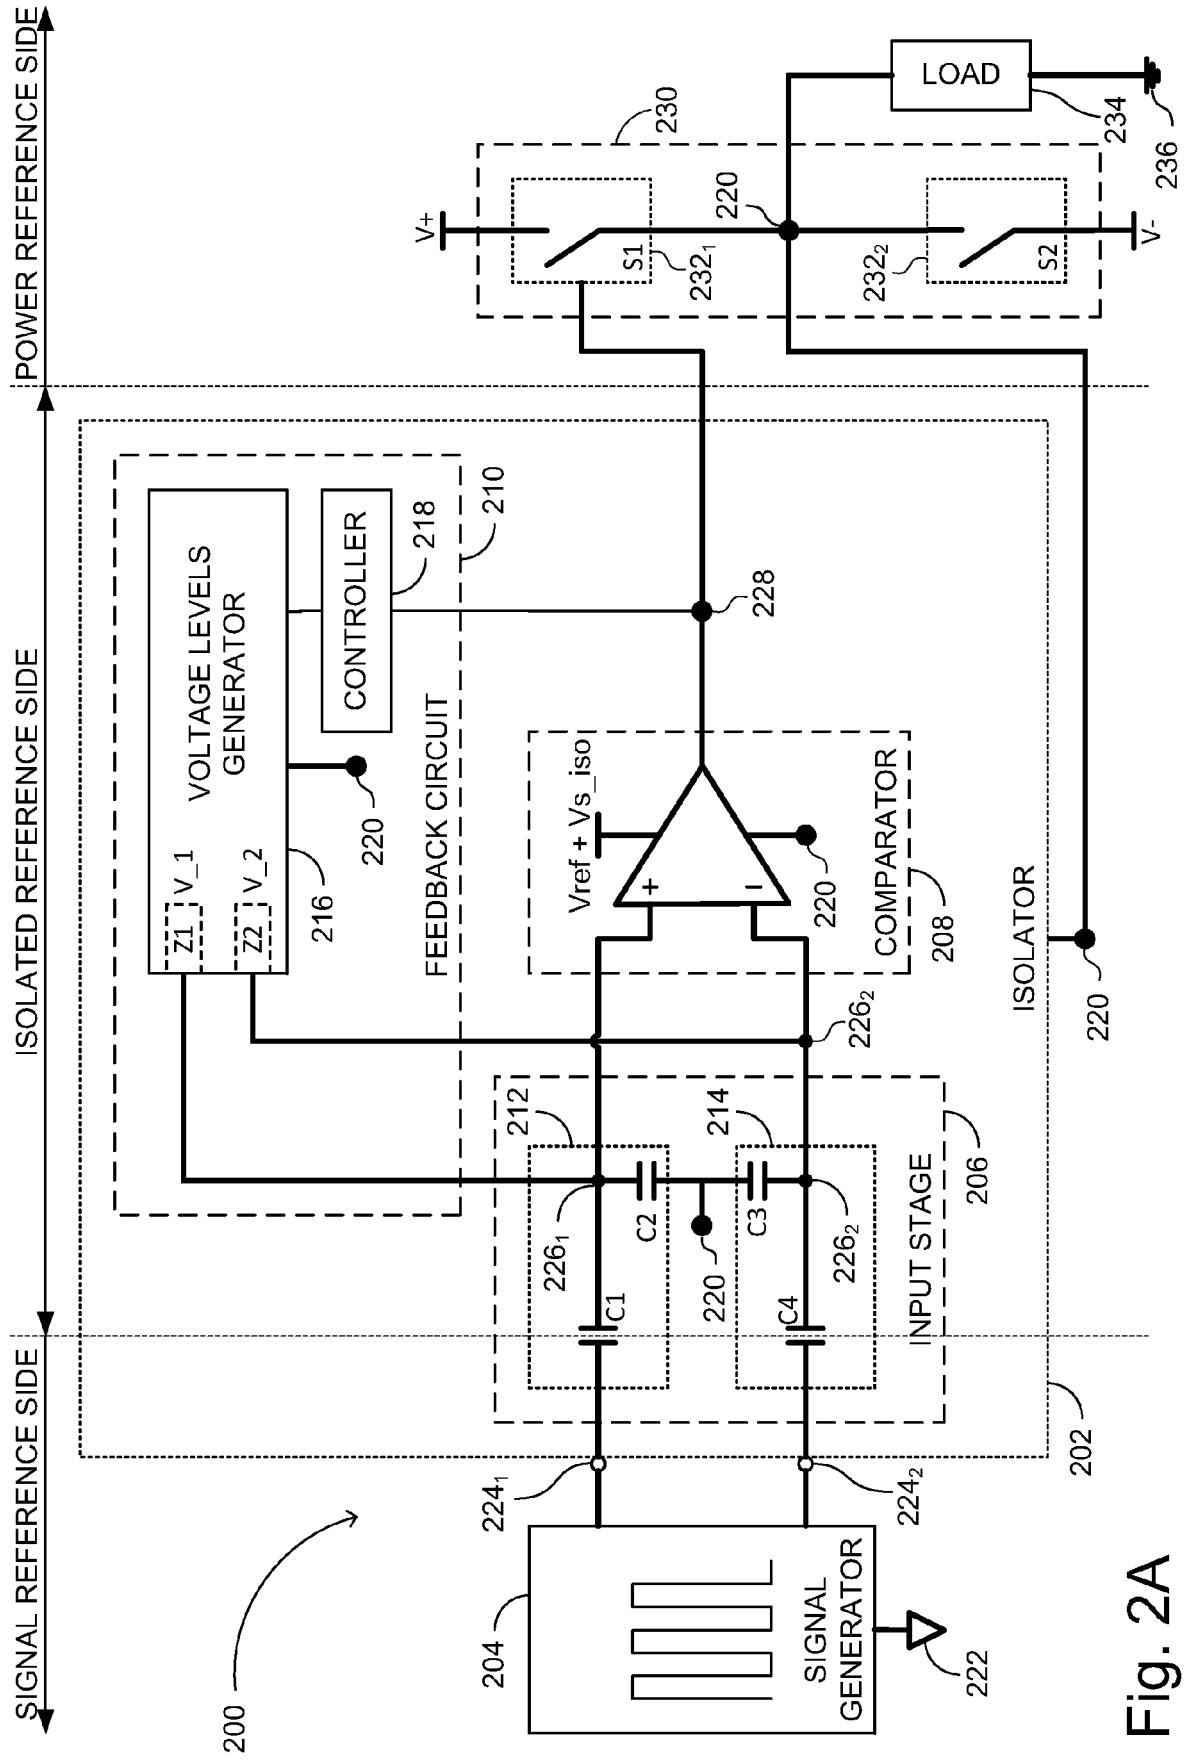 SIGNAL REFERENCE SIDE
ISOLATED REFERENCE SIDE
POWER REFERENCE SIDE
200
204
SIGNAL
GENERATOR
222
224₁
224₂
202
Z1
V_1
Z2
V_2
VOLTAGE LEVELS
GENERATOR
216
220
CONTROLLER
218
FEEDBACK CIRCUIT
210
212
226₁
C1
C2
220
214
C3
C4
226₂
INPUT STAGE
206
226₂
Vref + Vs_iso
+
−
220
COMPARATOR
208
228
ISOLATOR
220
230
V+
S1
232₁
220
232₂
S2
V-
LOAD
234
236
Fig. 2A